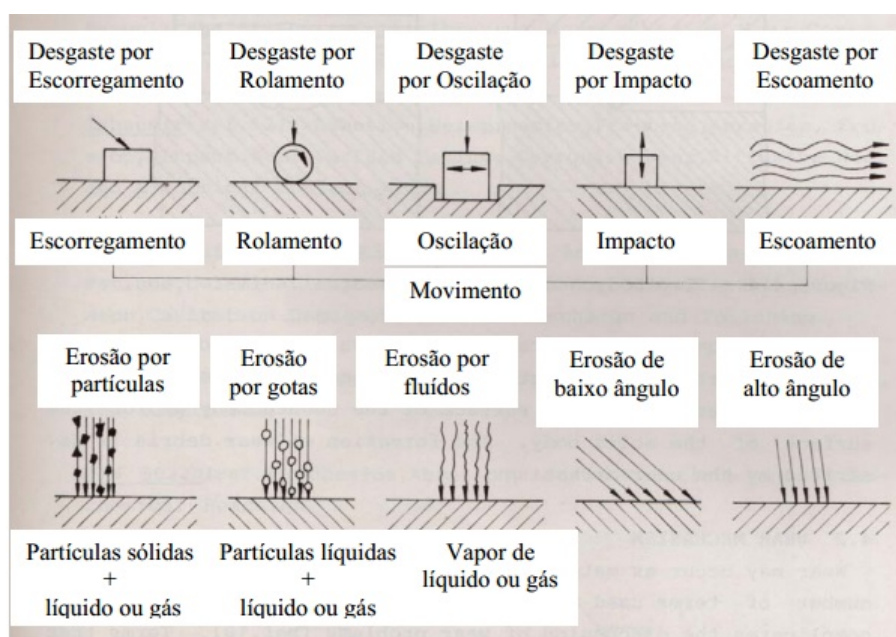 Desgaste por
Escorregamento
Desgaste por
Rolamento
Desgaste
por Oscilação
Desgaste
por Impacto
Desgaste por
Escoamento
Escorregamento
Rolamento
Oscilação
Impacto
Escoamento
Movimento
Erosão por
partículas
Erosão
por gotas
Erosão por
fluídos
Erosão de
baixo ângulo
Erosão de
alto ângulo
Partículas sólidas
+
líquido ou gás
Partículas líquidas
+
líquido ou gás
Vapor de
líquido ou gás